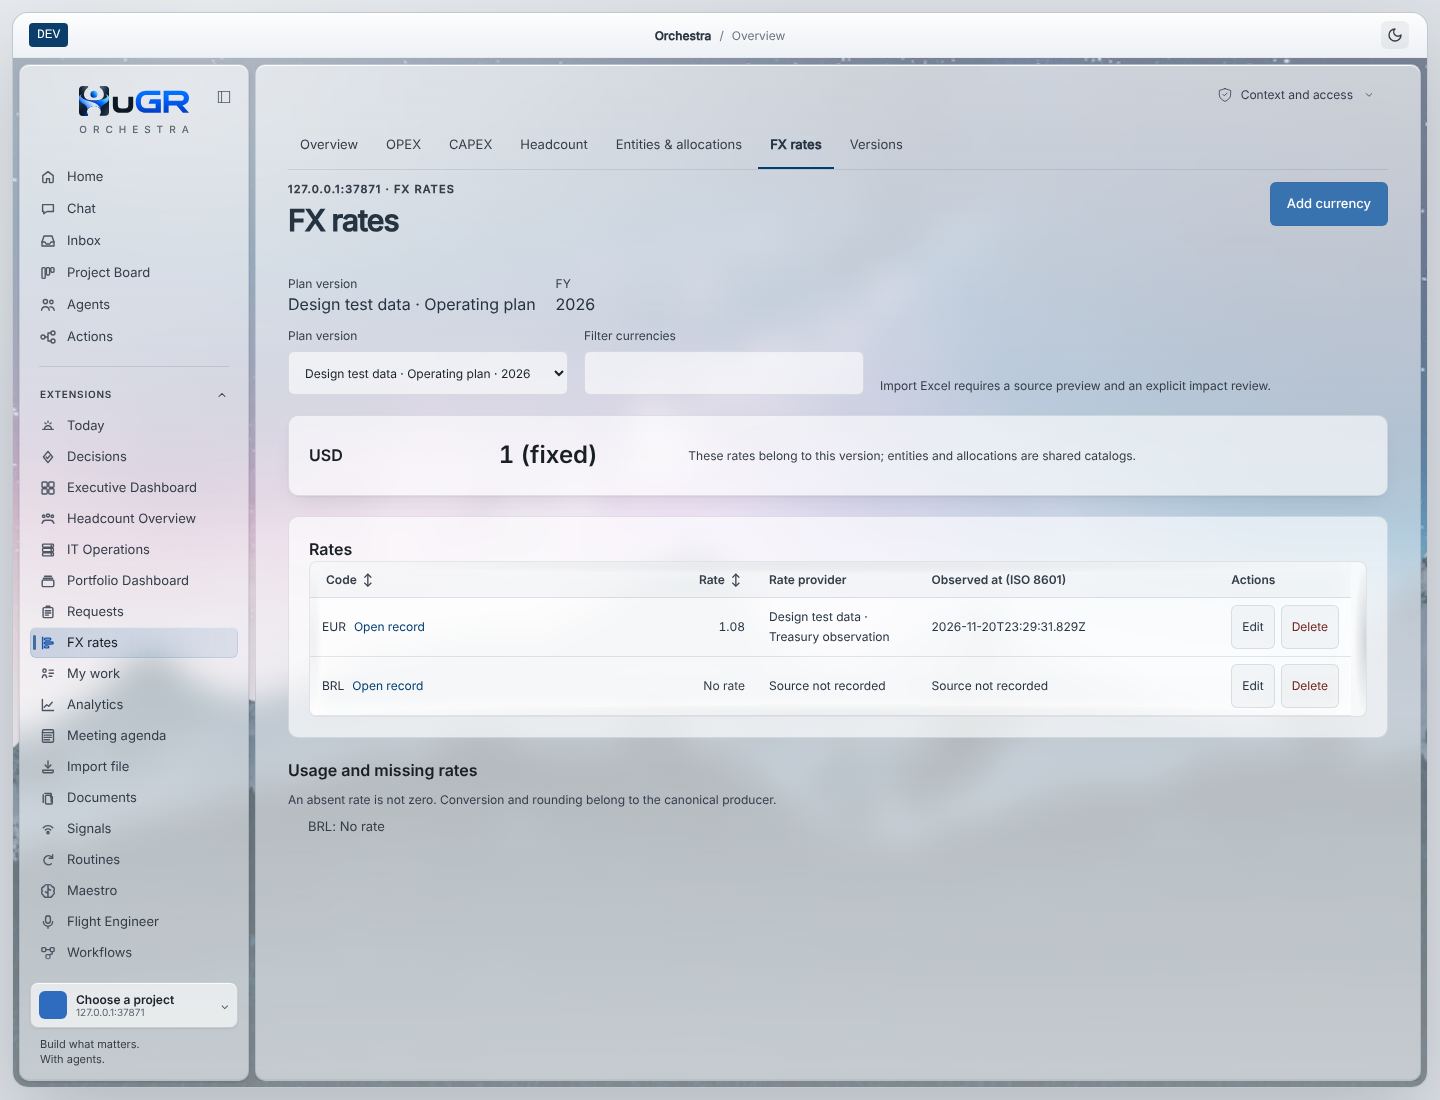 DEV
Orchestra / Overview
HuGR
ORCHESTRA
Home
Chat
Inbox
Project Board
Agents
Actions
EXTENSIONS
Today
Decisions
Executive Dashboard
Headcount Overview
IT Operations
Portfolio Dashboard
Requests
FX rates
My work
Analytics
Meeting agenda
Import file
Documents
Signals
Routines
Maestro
Flight Engineer
Workflows
Choose a project
127.0.0.1:37871
Build what matters.
With agents.
Context and access
Overview OPEX CAPEX Headcount Entities & allocations FX rates Versions
127.0.0.1:37871 · FX RATES
FX rates
Add currency
Plan version FY
Design test data · Operating plan 2026
Plan version Filter currencies
Design test data · Operating plan · 2026
Import Excel requires a source preview and an explicit impact review.
USD 1 (fixed) These rates belong to this version; entities and allocations are shared catalogs.
Rates
Code Rate Rate provider Observed at (ISO 8601) Actions
EUR Open record 1.08 Design test data · Treasury observation 2026-11-20T23:29:31.829Z Edit Delete
BRL Open record No rate Source not recorded Source not recorded Edit Delete
Usage and missing rates
An absent rate is not zero. Conversion and rounding belong to the canonical producer.
BRL: No rate